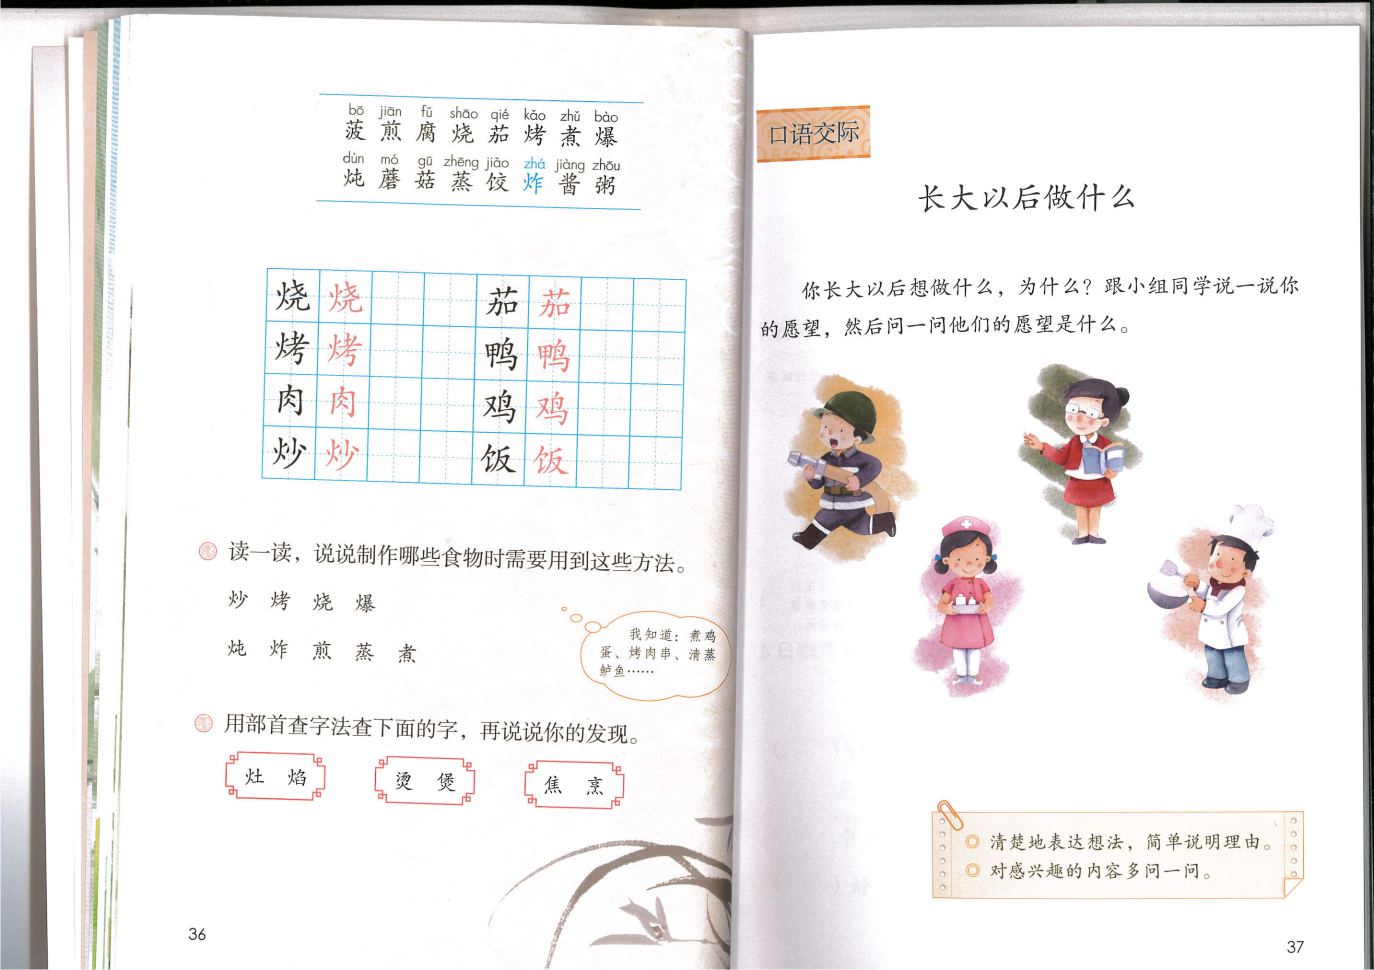 bō jiān fǔ shāo qié kǎo zhǔ bào
菠 煎 腐 烧 茄 烤 煮 爆
dùn mó gū zhēng jiǎo zhá jiàng zhōu
炖 蘑 菇 蒸 饺 炸 酱 粥
烧 烧 茄 茄
烤 烤 鸭 鸭
肉 肉 鸡 鸡
炒 炒 饭 饭
读一读，说说制作哪些食物时需要用到这些方法。
炒 烤 烧 爆
炖 炸 煎 蒸 煮
我知道：煮鸡
蛋、烤肉串、清蒸
鲈鱼……
用部首查字法查下面的字，再说说你的发现。
灶 焰 烫 煲 焦 烹
36
口语交际
长大以后做什么
你长大以后想做什么，为什么？跟小组同学说一说你
的愿望，然后问一问他们的愿望是什么。
清楚地表达想法，简单说明理由。
对感兴趣的内容多问一问。
37